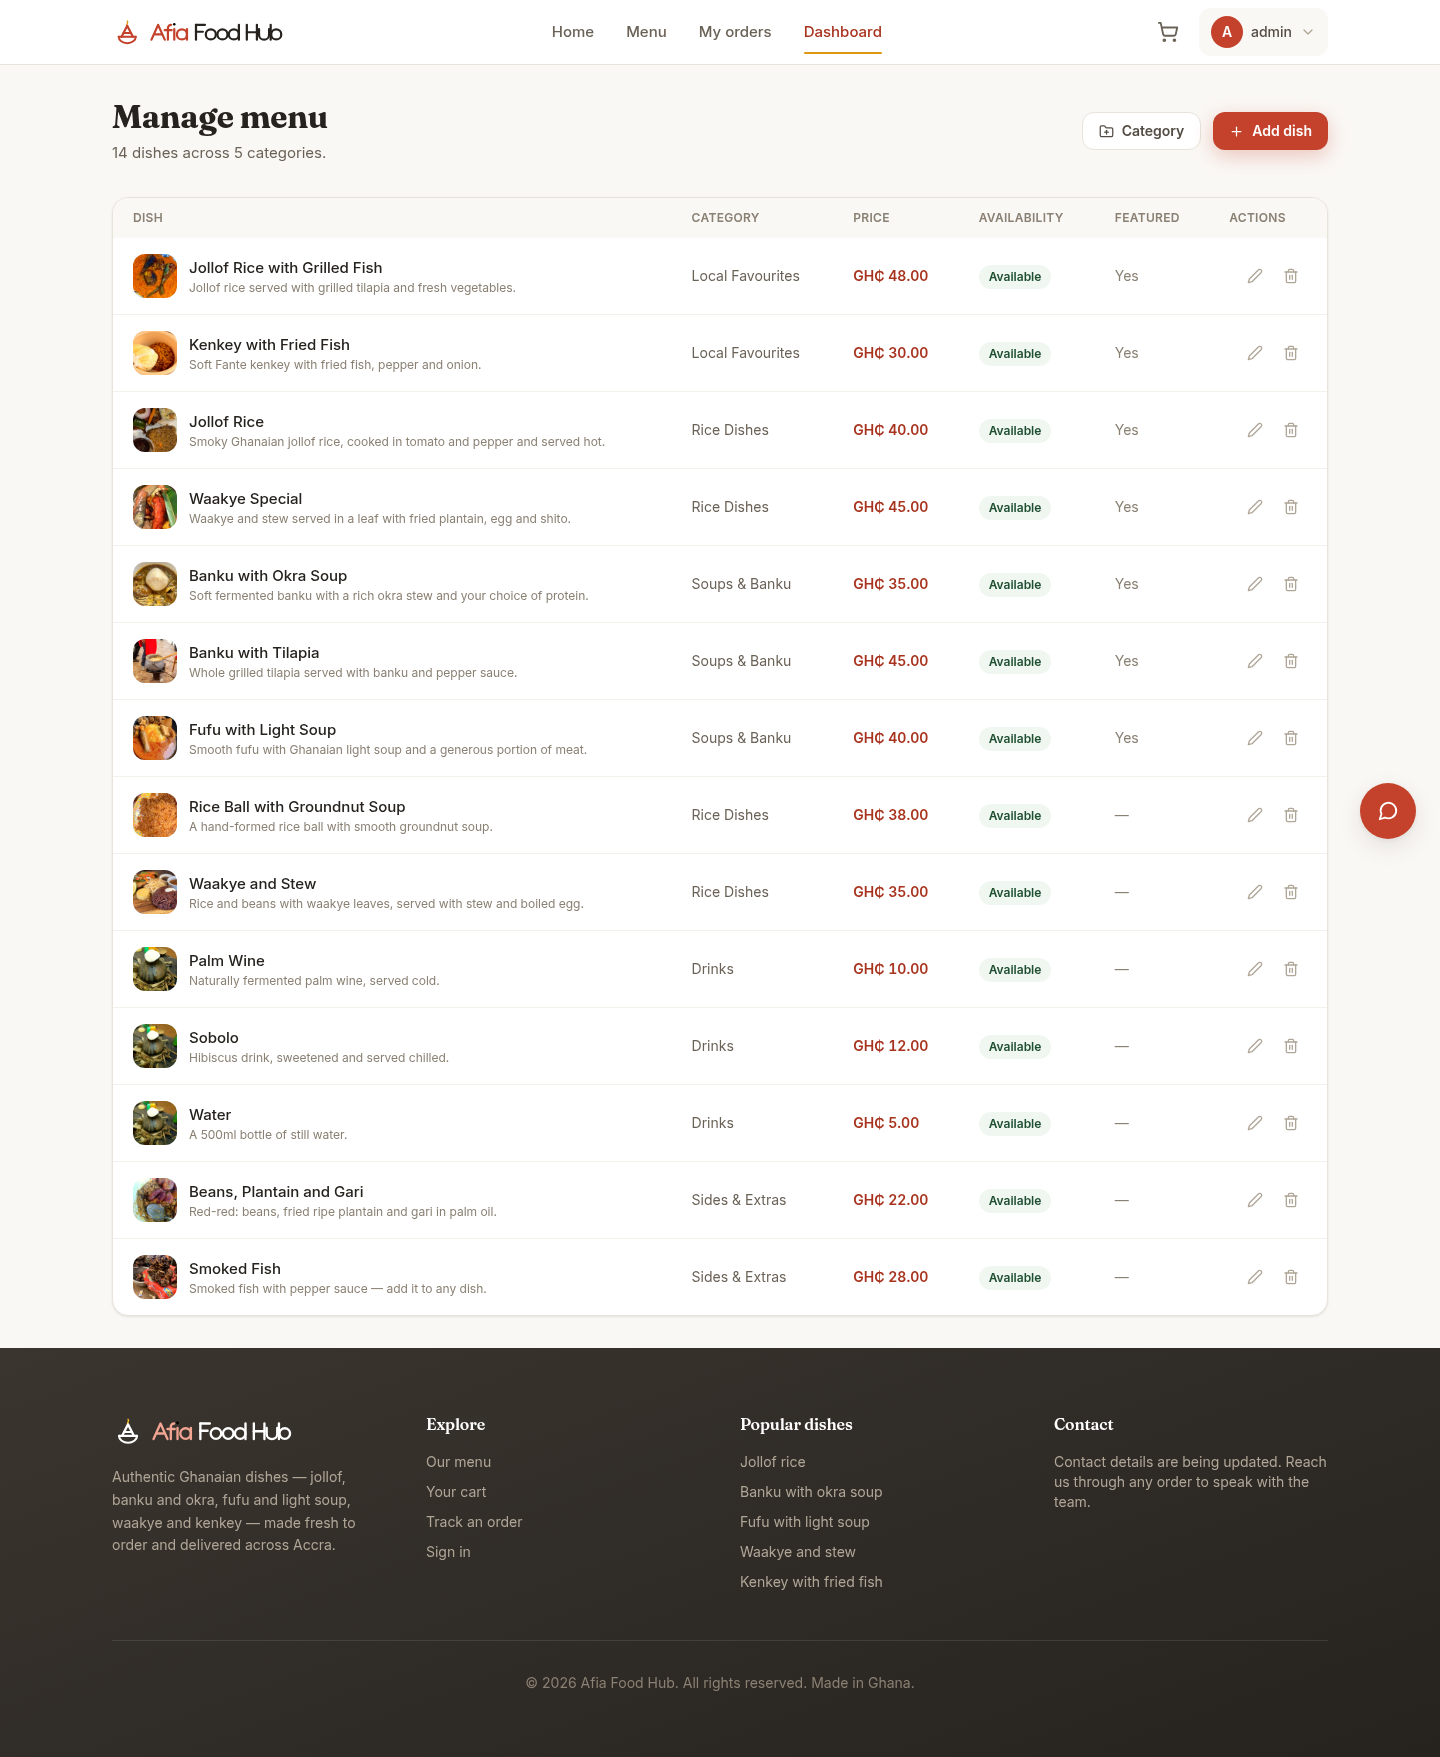 Afia Food Hub
Home Menu My orders Dashboard
A admin
Manage menu
14 dishes across 5 categories.
Category
Add dish
DISH CATEGORY PRICE AVAILABILITY FEATURED ACTIONS
Jollof Rice with Grilled Fish
Jollof rice served with grilled tilapia and fresh vegetables.
Local Favourites GH₵ 48.00 Available Yes
Kenkey with Fried Fish
Soft Fante kenkey with fried fish, pepper and onion.
Local Favourites GH₵ 30.00 Available Yes
Jollof Rice
Smoky Ghanaian jollof rice, cooked in tomato and pepper and served hot.
Rice Dishes GH₵ 40.00 Available Yes
Waakye Special
Waakye and stew served in a leaf with fried plantain, egg and shito.
Rice Dishes GH₵ 45.00 Available Yes
Banku with Okra Soup
Soft fermented banku with a rich okra stew and your choice of protein.
Soups & Banku GH₵ 35.00 Available Yes
Banku with Tilapia
Whole grilled tilapia served with banku and pepper sauce.
Soups & Banku GH₵ 45.00 Available Yes
Fufu with Light Soup
Smooth fufu with Ghanaian light soup and a generous portion of meat.
Soups & Banku GH₵ 40.00 Available Yes
Rice Ball with Groundnut Soup
A hand-formed rice ball with smooth groundnut soup.
Rice Dishes GH₵ 38.00 Available —
Waakye and Stew
Rice and beans with waakye leaves, served with stew and boiled egg.
Rice Dishes GH₵ 35.00 Available —
Palm Wine
Naturally fermented palm wine, served cold.
Drinks GH₵ 10.00 Available —
Sobolo
Hibiscus drink, sweetened and served chilled.
Drinks GH₵ 12.00 Available —
Water
A 500ml bottle of still water.
Drinks GH₵ 5.00 Available —
Beans, Plantain and Gari
Red-red: beans, fried ripe plantain and gari in palm oil.
Sides & Extras GH₵ 22.00 Available —
Smoked Fish
Smoked fish with pepper sauce — add it to any dish.
Sides & Extras GH₵ 28.00 Available —
Afia Food Hub
Authentic Ghanaian dishes — jollof,
banku and okra, fufu and light soup,
waakye and kenkey — made fresh to
order and delivered across Accra.
Explore
Our menu
Your cart
Track an order
Sign in
Popular dishes
Jollof rice
Banku with okra soup
Fufu with light soup
Waakye and stew
Kenkey with fried fish
Contact
Contact details are being updated. Reach
us through any order to speak with the
team.
© 2026 Afia Food Hub. All rights reserved. Made in Ghana.